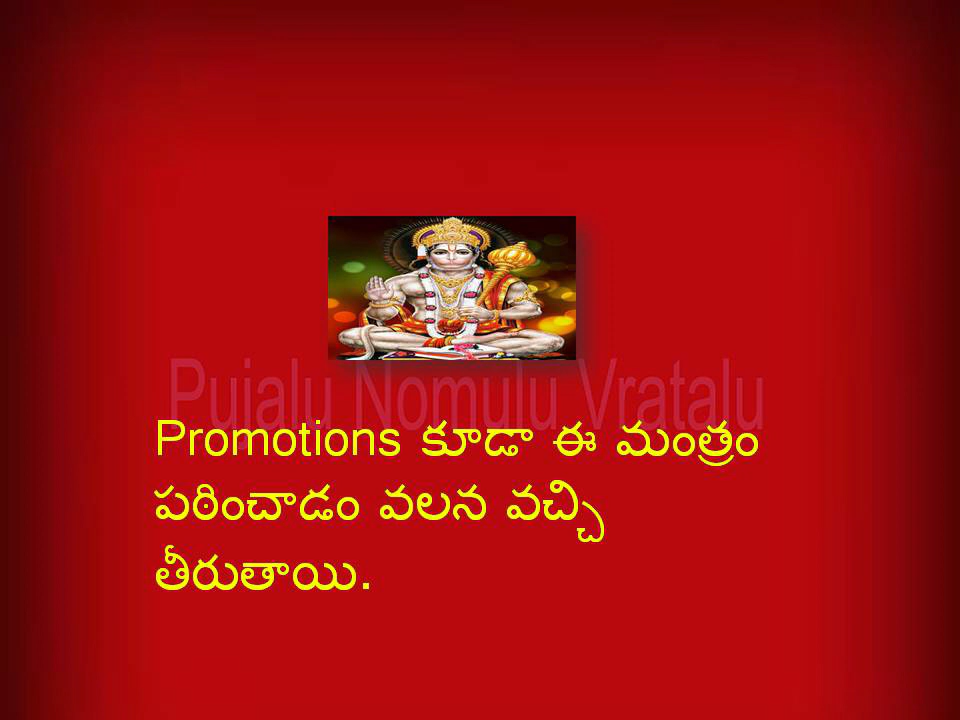 Pujalu Nomulu Vratalu
Promotions కూడా ఈ మంత్రం
పఠించాడం వలన వచ్చి
తీరుతాయి.